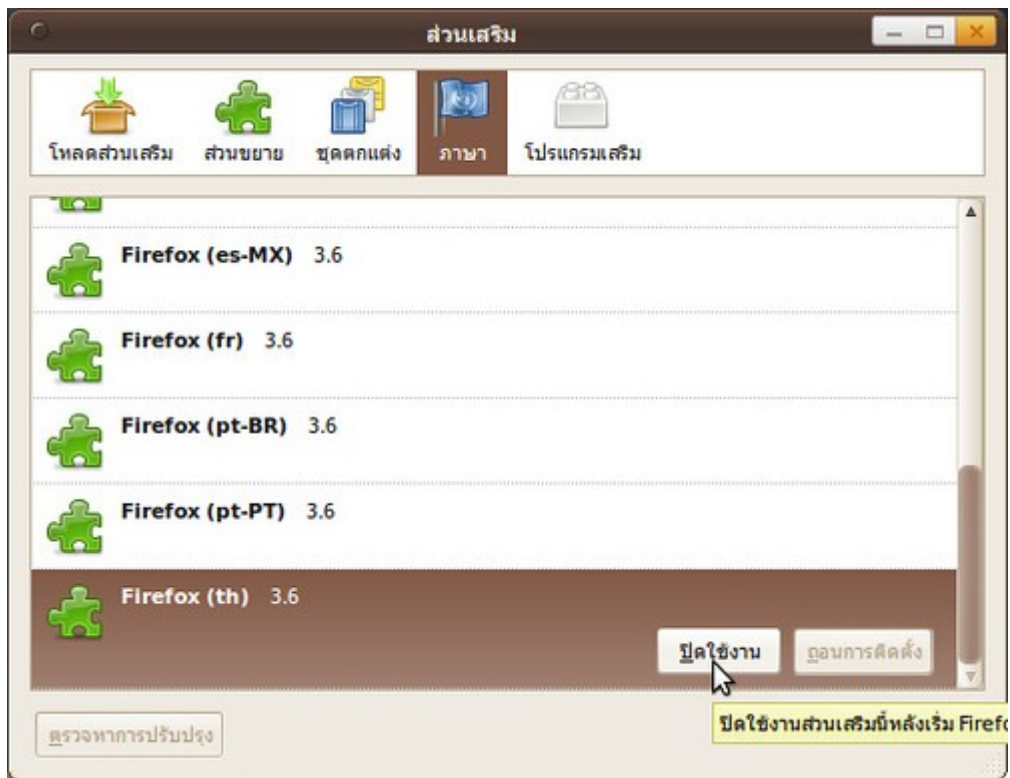 ส่วนเสริม
โหลดส่วนเสริม ส่วนขยาย ชุดตกแต่ง ภาษา โปรแกรมเสริม
Firefox (es-MX) 3.6
Firefox (fr) 3.6
Firefox (pt-BR) 3.6
Firefox (pt-PT) 3.6
Firefox (th) 3.6
ปิดใช้งาน ถอนการติดตั้ง
ปิดใช้งานส่วนเสริมนี้หลังเริ่ม Firefo
ตรวจหาการปรับปรุง